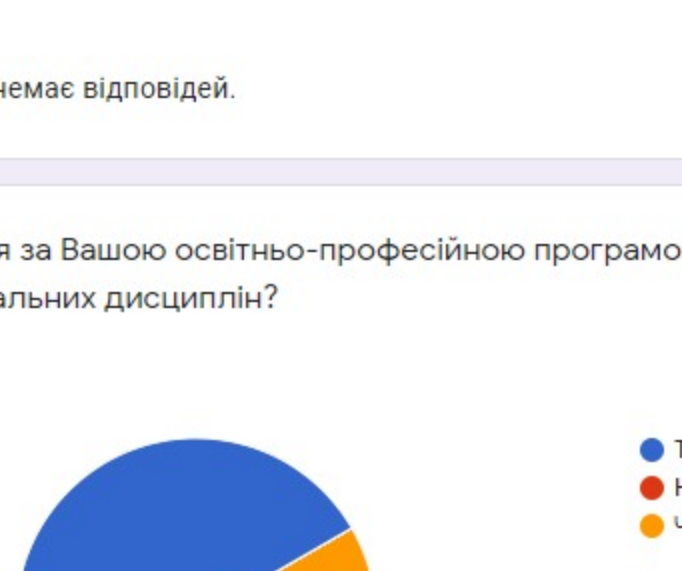 немає відповідей.
я за Вашою освітньо-професійною програмо
альних дисциплін?
Т
Н
Ч